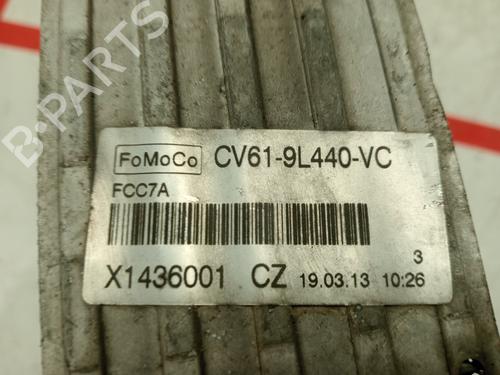 B-PARTS
FoMoCo CV61-9L440-VC
FCC7A
3
X1436001 CZ 19.03.13 10:26